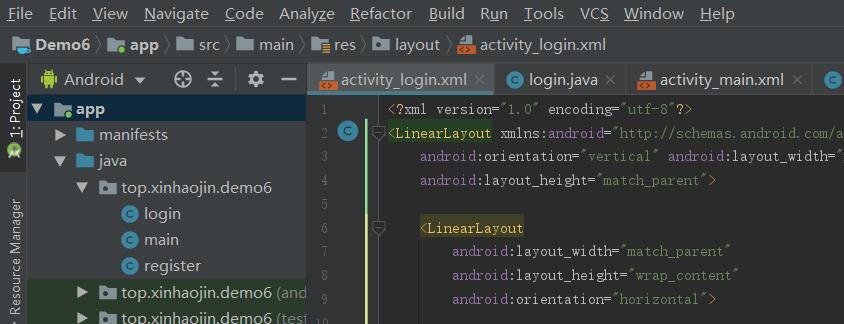 File Edit View Navigate Code Analyze Refactor Build Run Tools VCS Window Help
Demo6 app src main res layout activity_login.xml
1: Project
Resource Manager
Android
app
manifests
java
top.xinhaojin.demo6
login
main
register
top.xinhaojin.demo6 (and
top.xinhaojin.demo6 (test
activity_login.xml login.java activity_main.xml
1 <?xml version="1.0" encoding="utf-8"?>
2 <LinearLayout xmlns:android="http://schemas.android.com/a
3 android:orientation="vertical" android:layout_width="
4 android:layout_height="match_parent">
5
6 <LinearLayout
7 android:layout_width="match_parent"
8 android:layout_height="wrap_content"
9 android:orientation="horizontal">
10